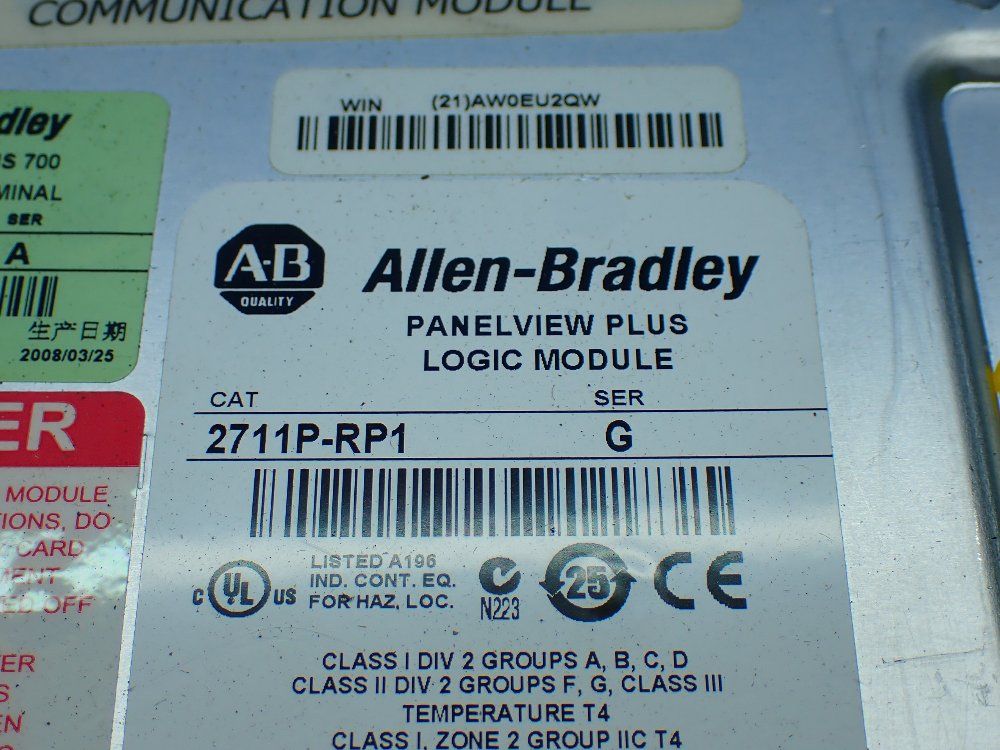 COMMUNICATION MODULE
WIN (21)AW0EU2QW
dley
S 700
MINAL
SER
A
生产日期
2008/03/25
A·B
QUALITY
Allen-Bradley
PANELVIEW PLUS
LOGIC MODULE
CAT SER
2711P-RP1 G
ER
MODULE
IONS, DO
CARD
MENT
ED OFF
ER
S
EN
C UL US
LISTED A196
IND. CONT. EQ.
FOR HAZ. LOC.
N223
25
CE
CLASS I DIV 2 GROUPS A, B, C, D
CLASS II DIV 2 GROUPS F, G, CLASS III
TEMPERATURE T4
CLASS I, ZONE 2 GROUP IIC T4